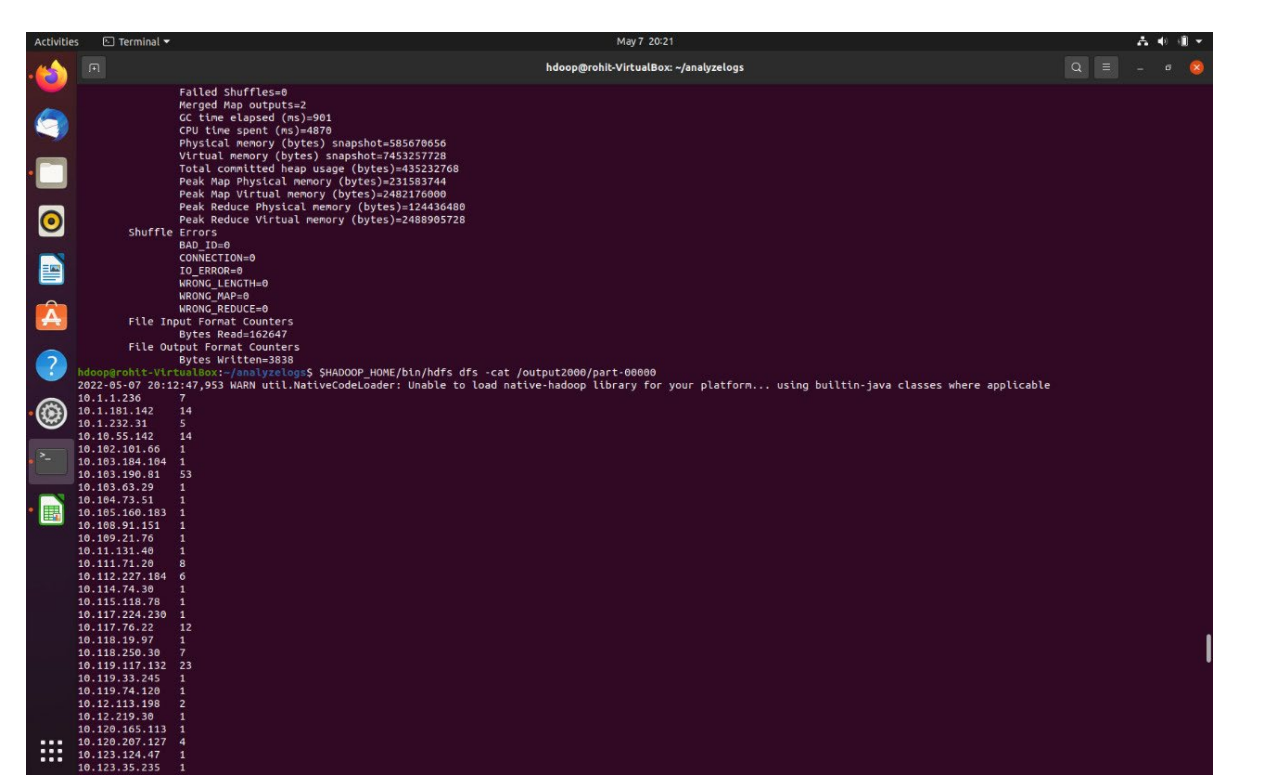 Activities Terminal May 7 20:21
hdoop@rohit-VirtualBox: ~/analyzelogs
Failed Shuffles=0
Merged Map outputs=2
GC time elapsed (ms)=901
CPU time spent (ms)=4870
Physical memory (bytes) snapshot=585670656
Virtual memory (bytes) snapshot=7453257728
Total committed heap usage (bytes)=435232768
Peak Map Physical memory (bytes)=231583744
Peak Map Virtual memory (bytes)=2482176000
Peak Reduce Physical memory (bytes)=124436480
Peak Reduce Virtual memory (bytes)=2488905728
Shuffle Errors
BAD_ID=0
CONNECTION=0
IO_ERROR=0
WRONG_LENGTH=0
WRONG_MAP=0
WRONG_REDUCE=0
File Input Format Counters
Bytes Read=162647
File Output Format Counters
Bytes Written=3838
hdoop@rohit-VirtualBox:~/analyzelogs$ $HADOOP_HOME/bin/hdfs dfs -cat /output2000/part-00000
2022-05-07 20:12:47,953 WARN util.NativeCodeLoader: Unable to load native-hadoop library for your platform... using builtin-java classes where applicable
10.1.1.236 7
10.1.181.142 14
10.1.232.31 5
10.10.55.142 14
10.102.101.66 1
10.103.184.104 1
10.103.190.81 53
10.103.63.29 1
10.104.73.51 1
10.105.160.183 1
10.108.91.151 1
10.109.21.76 1
10.11.131.40 1
10.111.71.20 8
10.112.227.184 6
10.114.74.30 1
10.115.118.78 1
10.117.224.230 1
10.117.76.22 12
10.118.19.97 1
10.118.250.30 7
10.119.117.132 23
10.119.33.245 1
10.119.74.120 1
10.12.113.198 2
10.12.219.30 1
10.120.165.113 1
10.120.207.127 4
10.123.124.47 1
10.123.35.235 1